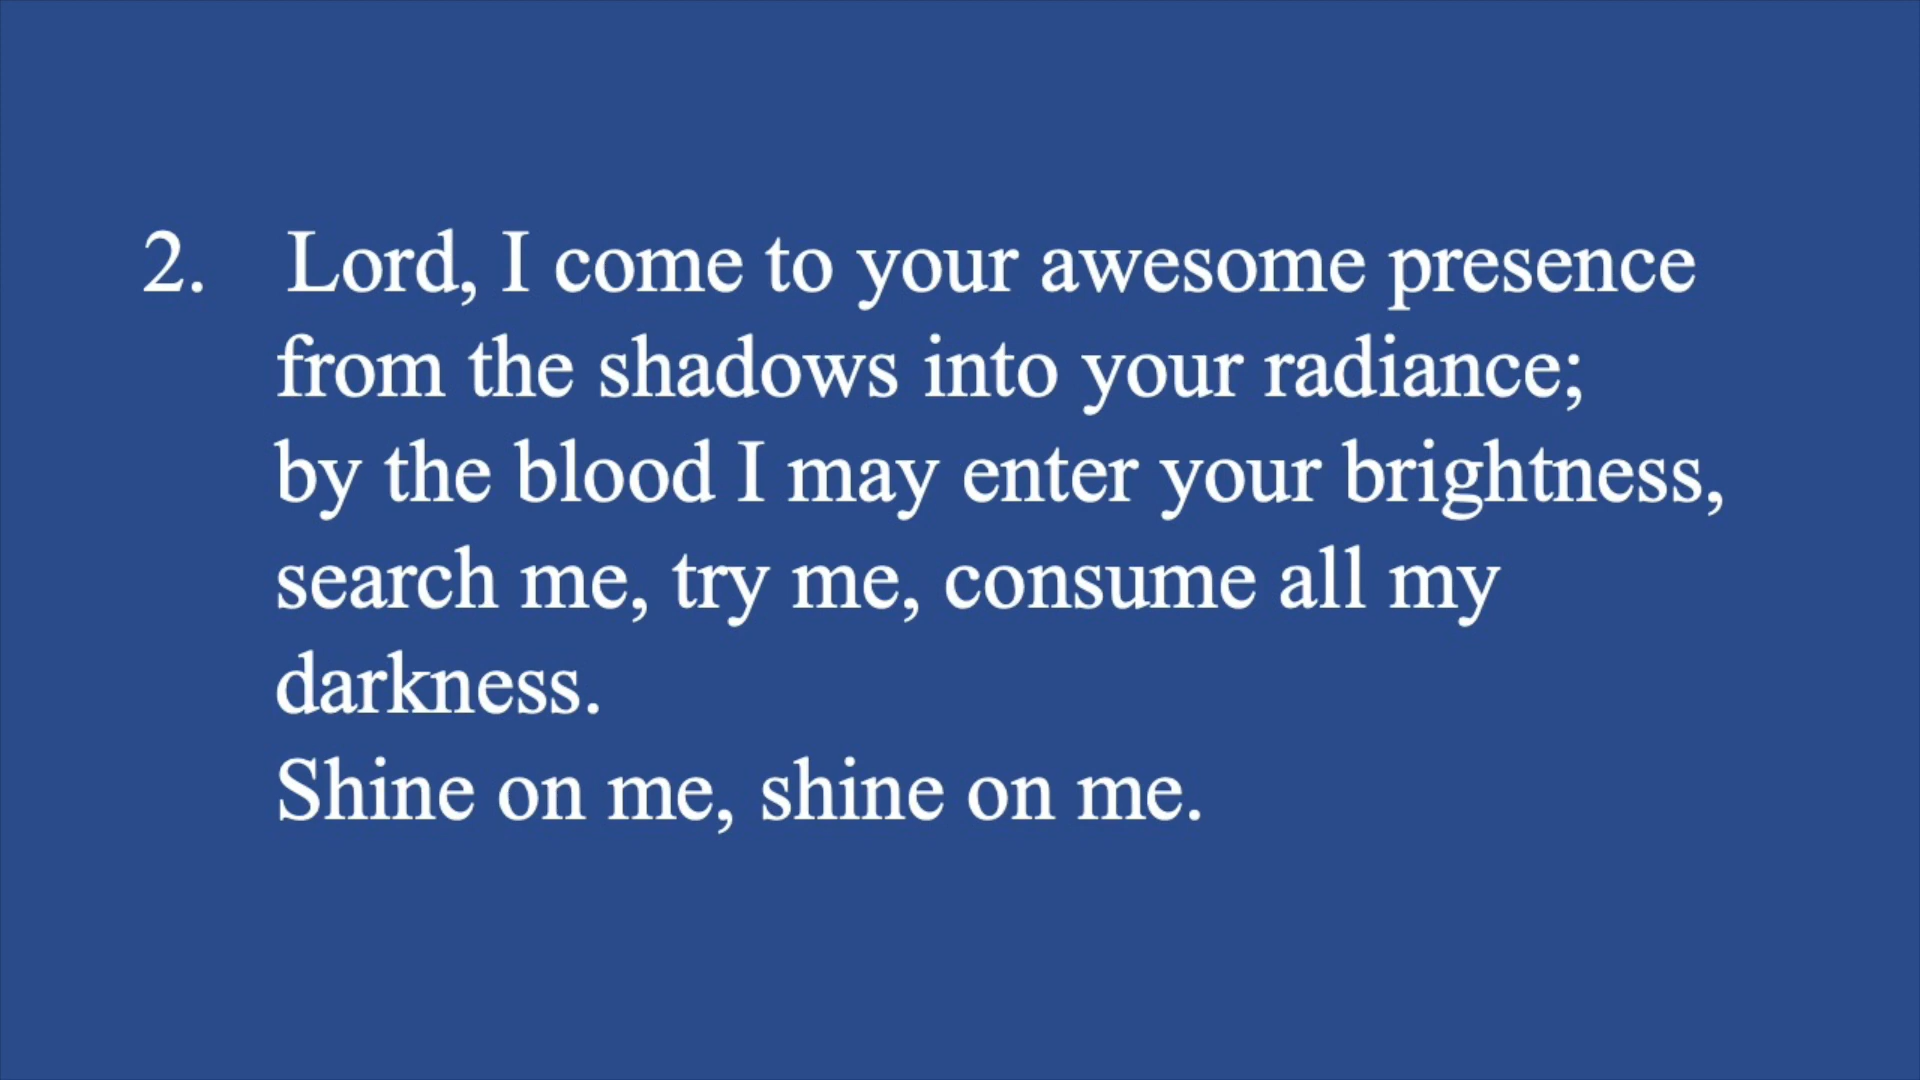 2. Lord, I come to your awesome presence
from the shadows into your radiance;
by the blood I may enter your brightness,
search me, try me, consume all my
darkness.
Shine on me, shine on me.